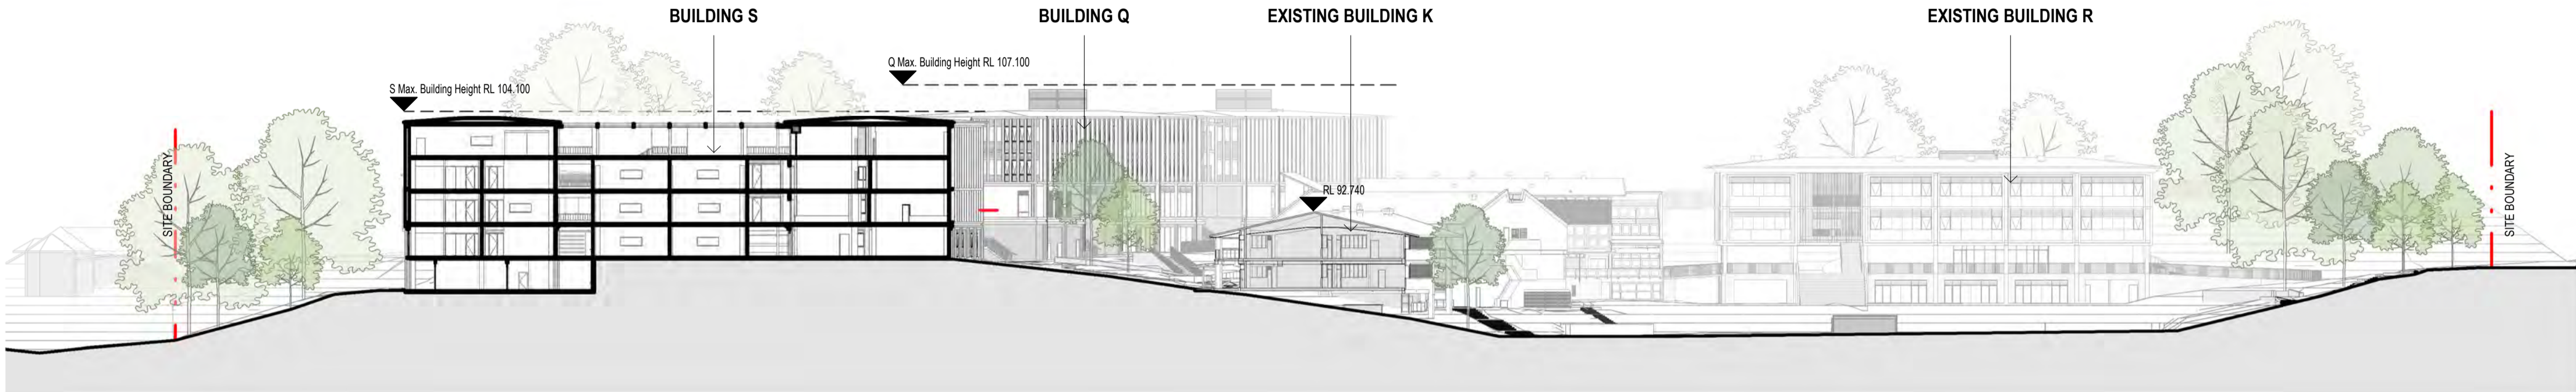 BUILDING S
BUILDING Q
EXISTING BUILDING K
EXISTING BUILDING R
Q Max. Building Height RL 107.100
S Max. Building Height RL 104.100
SITE BOUNDARY
RL 92.740
SITE BOUNDARY